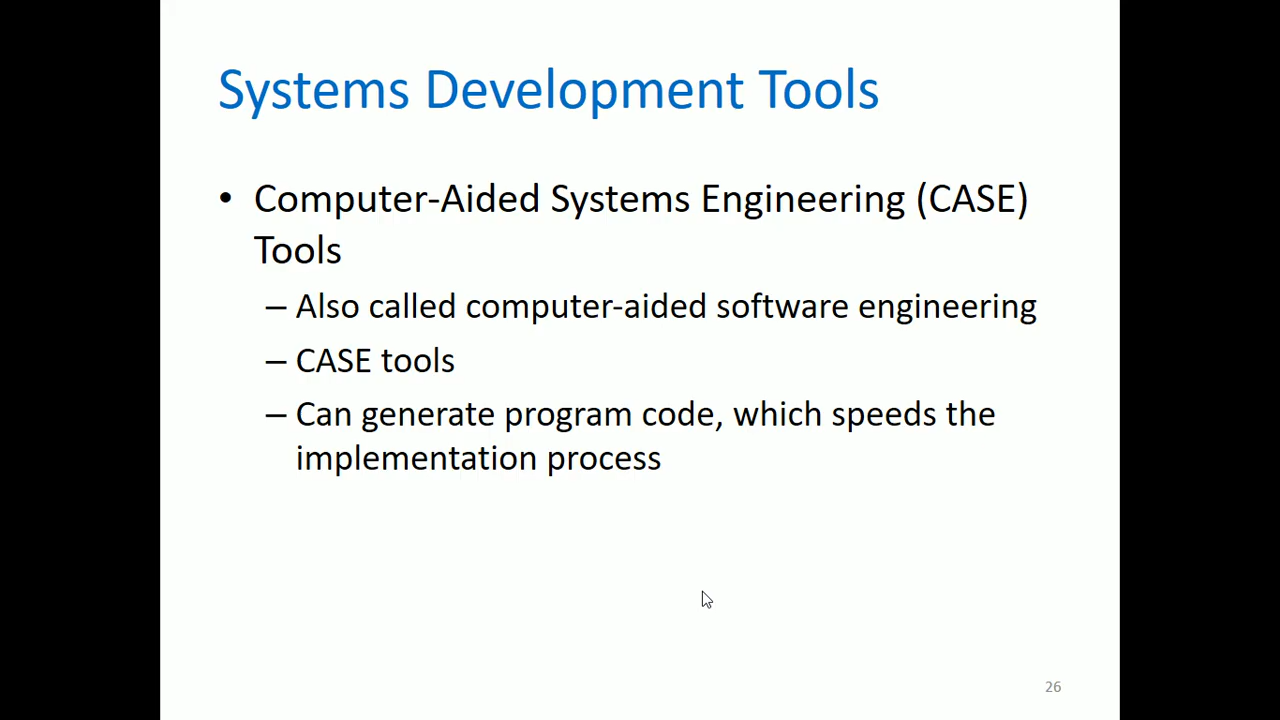 Systems Development Tools
• Computer-Aided Systems Engineering (CASE)
Tools
– Also called computer-aided software engineering
– CASE tools
– Can generate program code, which speeds the
implementation process
26